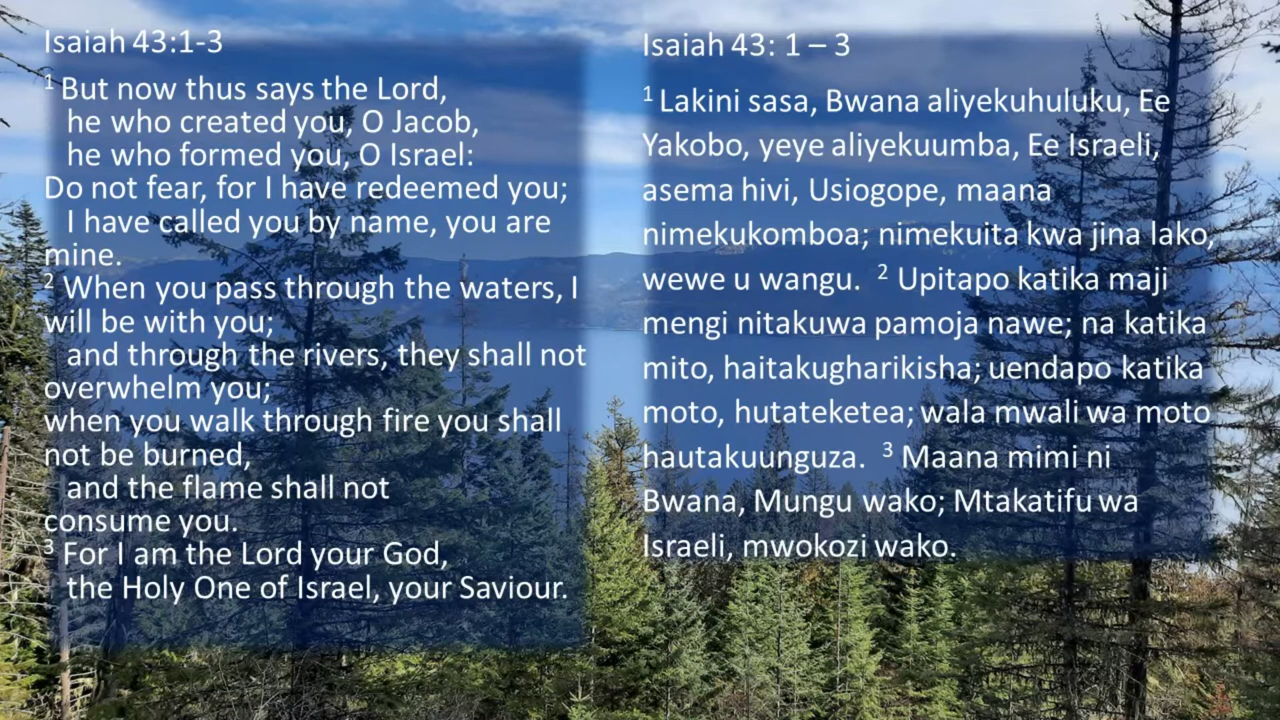 Isaiah 43:1-3
1 But now thus says the Lord,
he who created you, O Jacob,
he who formed you, O Israel:
Do not fear, for I have redeemed you;
I have called you by name, you are
mine.
2 When you pass through the waters, I
will be with you;
and through the rivers, they shall not
overwhelm you;
when you walk through fire you shall
not be burned,
and the flame shall not
consume you.
3 For I am the Lord your God,
the Holy One of Israel, your Saviour.
Isaiah 43: 1 – 3
1 Lakini sasa, Bwana aliyekuhuluku, Ee
Yakobo, yeye aliyekuumba, Ee Israeli,
asema hivi, Usiogope, maana
nimekukomboa; nimekuita kwa jina lako,
wewe u wangu. 2 Upitapo katika maji
mengi nitakuwa pamoja nawe; na katika
mito, haitakugharikisha; uendapo katika
moto, hutateketea; wala mwali wa moto
hautakuunguza. 3 Maana mimi ni
Bwana, Mungu wako; Mtakatifu wa
Israeli, mwokozi wako.